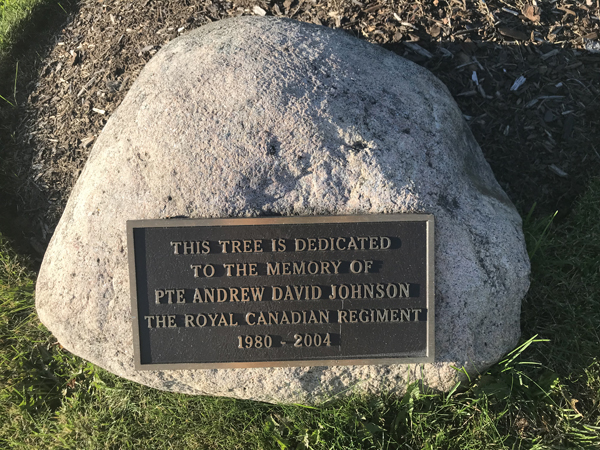 THIS TREE IS DEDICATED
TO THE MEMORY OF
PTE ANDREW DAVID JOHNSON
THE ROYAL CANADIAN REGIMENT
1980 - 2004